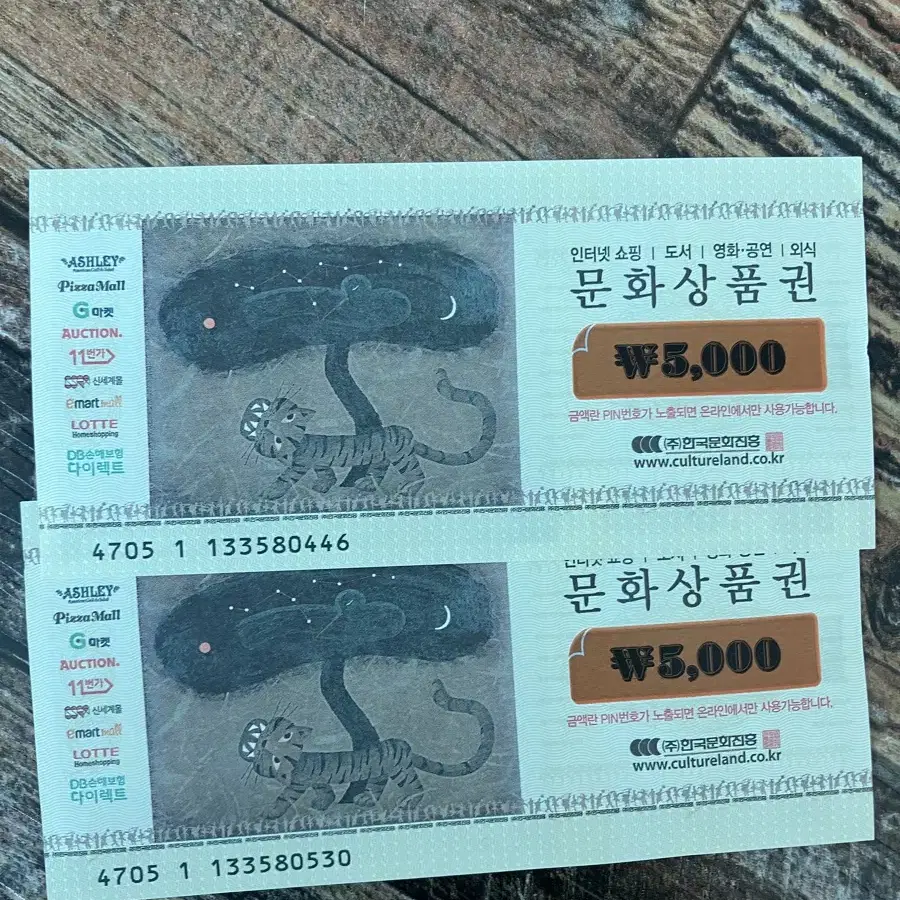 ASHLEY
PizzaMall
G마켓
AUCTION.
11번가
SSG 신세계몰
emart mall
LOTTE
Homeshopping
DB손해보험
다이렉트
인터넷 쇼핑 | 도서 | 영화·공연 | 외식
문화상품권
₩5,000
금액란 PIN번호가 노출되면 온라인에서만 사용가능합니다.
(주)한국문화진흥
www.cultureland.co.kr
4705 1 133580446
ASHLEY
PizzaMall
G마켓
AUCTION.
11번가
SSG 신세계몰
emart mall
LOTTE
Homeshopping
DB손해보험
다이렉트
문화상품권
₩5,000
금액란 PIN번호가 노출되면 온라인에서만 사용가능합니다.
(주)한국문화진흥
www.cultureland.co.kr
4705 1 133580530